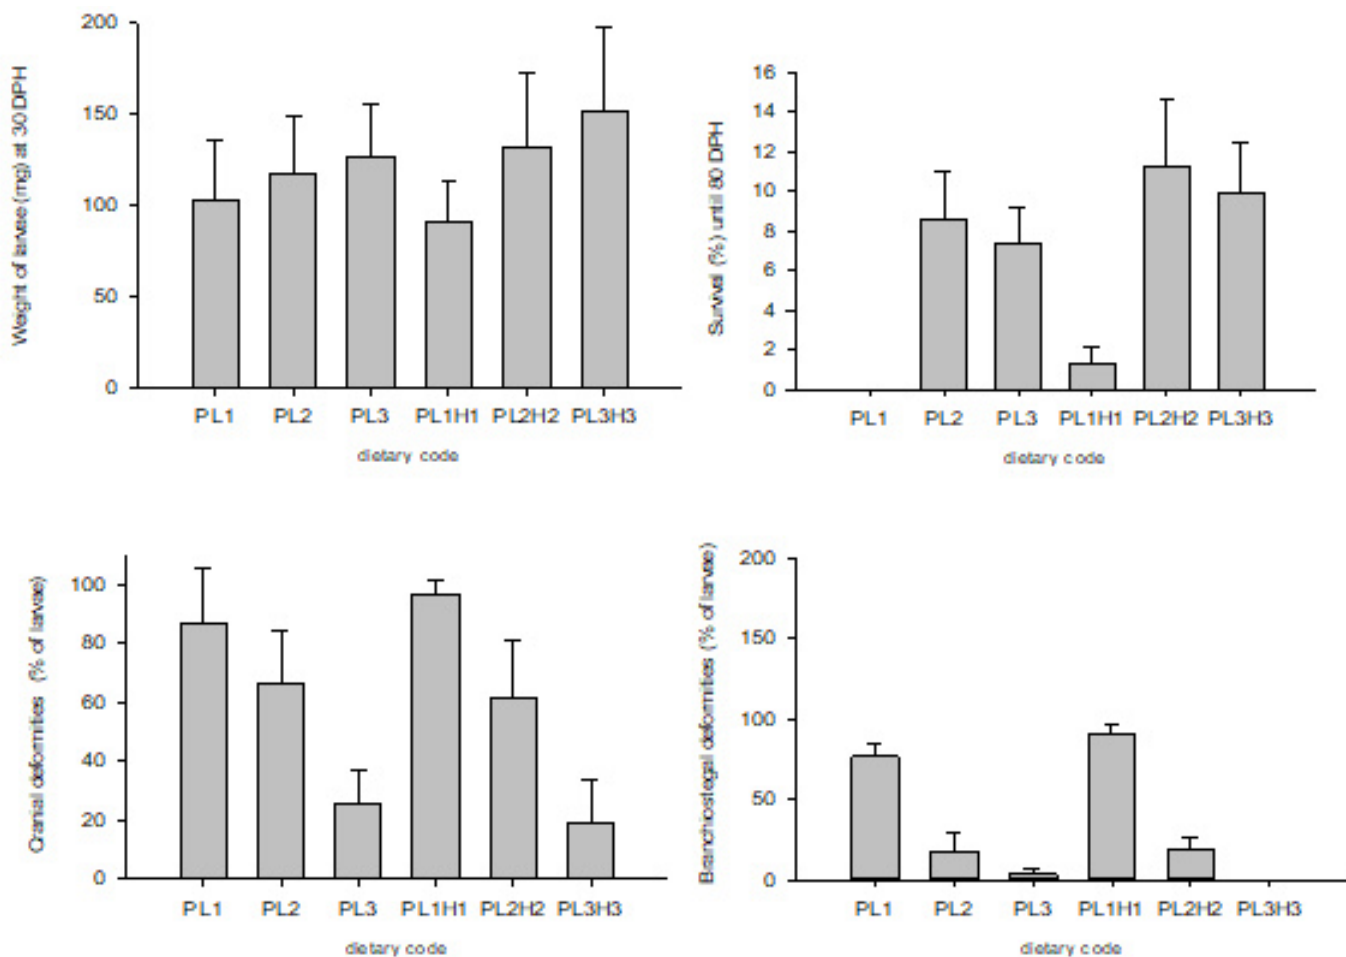 Weight of larvae (mg) at 30 DPH
200
150
100
50
0
PL1 PL2 PL3 PL1H1 PL2H2 PL3H3
dietary code
Survival (%) until 80 DPH
16
14
12
10
8
6
4
2
0
PL1 PL2 PL3 PL1H1 PL2H2 PL3H3
dietary code
Cranial deformities (% of larvae)
100
80
60
40
20
0
PL1 PL2 PL3 PL1H1 PL2H2 PL3H3
dietary code
Branchiostegal deformities (% of larvae)
200
150
100
50
0
PL1 PL2 PL3 PL1H1 PL2H2 PL3H3
dietary code